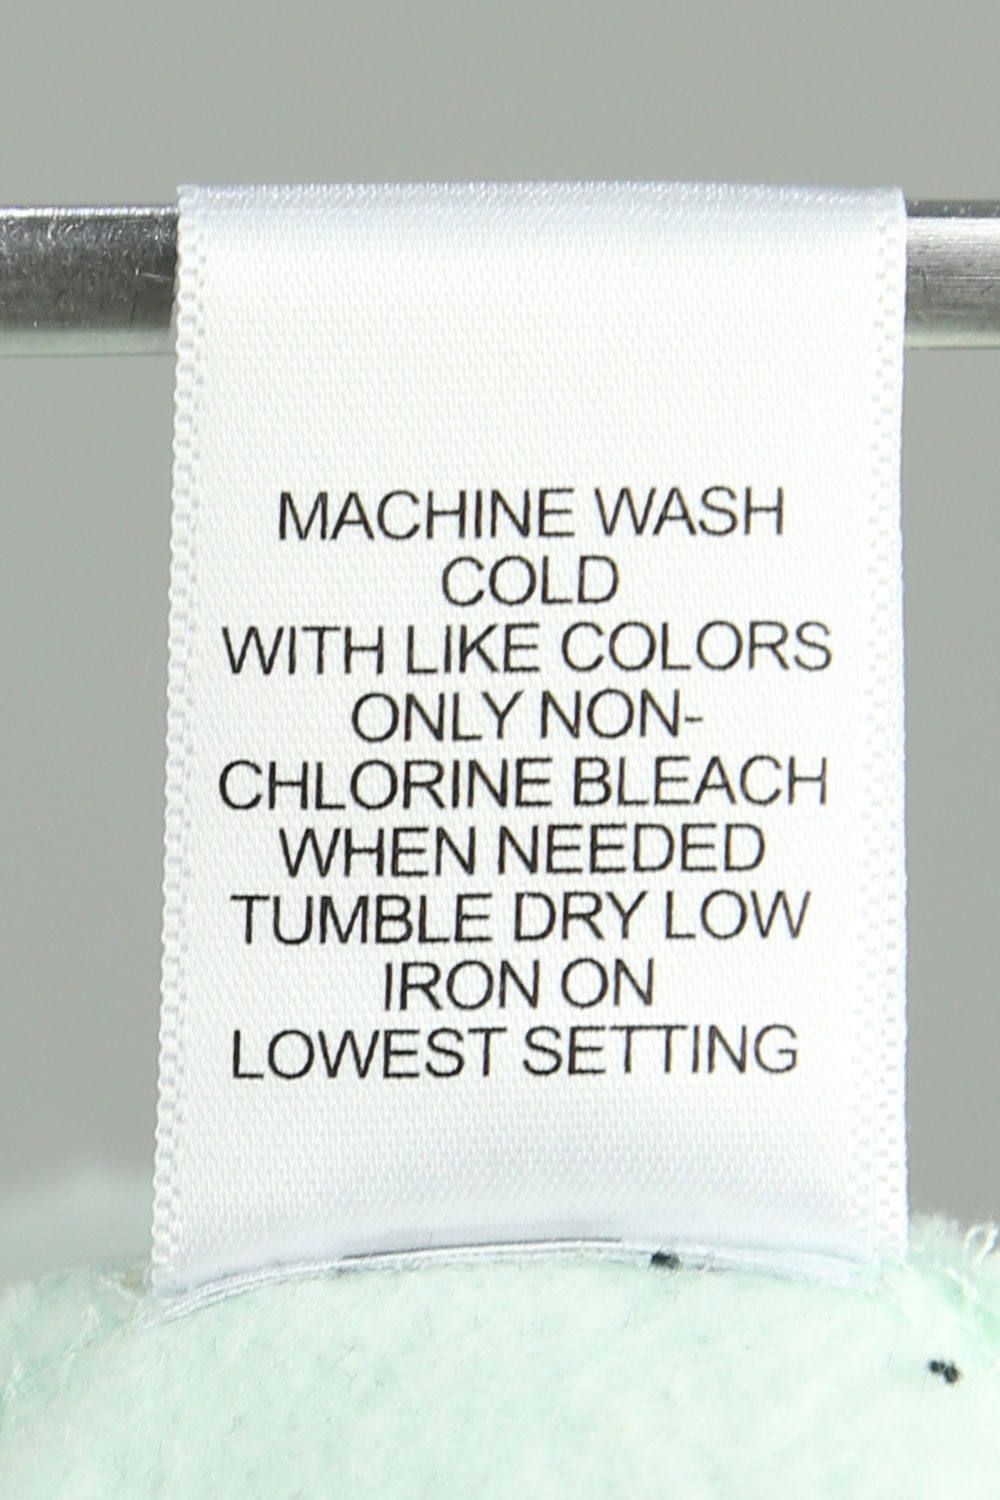 MACHINE WASH
COLD
WITH LIKE COLORS
ONLY NON-
CHLORINE BLEACH
WHEN NEEDED
TUMBLE DRY LOW
IRON ON
LOWEST SETTING